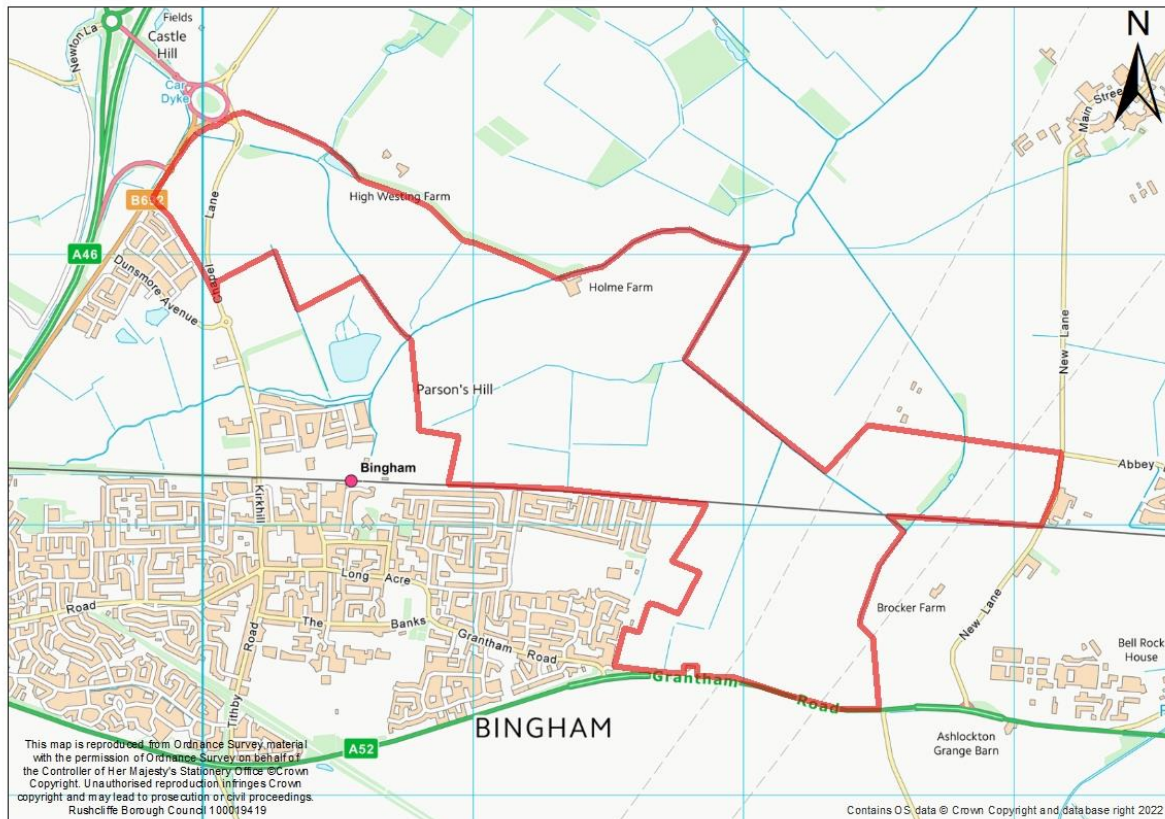 Newton La
Fields
Castle
Hill
Car
Dyke
N
Main Street
High Westing Farm
Lane
Chapel
A46
Dunsmore Avenue
Holme Farm
New Lane
Parson's Hill
Abbey
Bingham
Kirkhill
Long Acre
Road
The Banks
Grantham Road
Tithby Road
Brocker Farm
New Lane
Bell Rock
House
Grantham Road
BINGHAM
A52
Ashlockton
Grange Barn
This map is reproduced from Ordnance Survey material
with the permission of Ordnance Survey on behalf of
the Controller of Her Majesty's Stationery Office ©Crown
Copyright. Unauthorised reproduction infringes Crown
copyright and may lead to prosecution or civil proceedings.
Rushcliffe Borough Council 100019419
Contains OS data © Crown Copyright and database right 2022